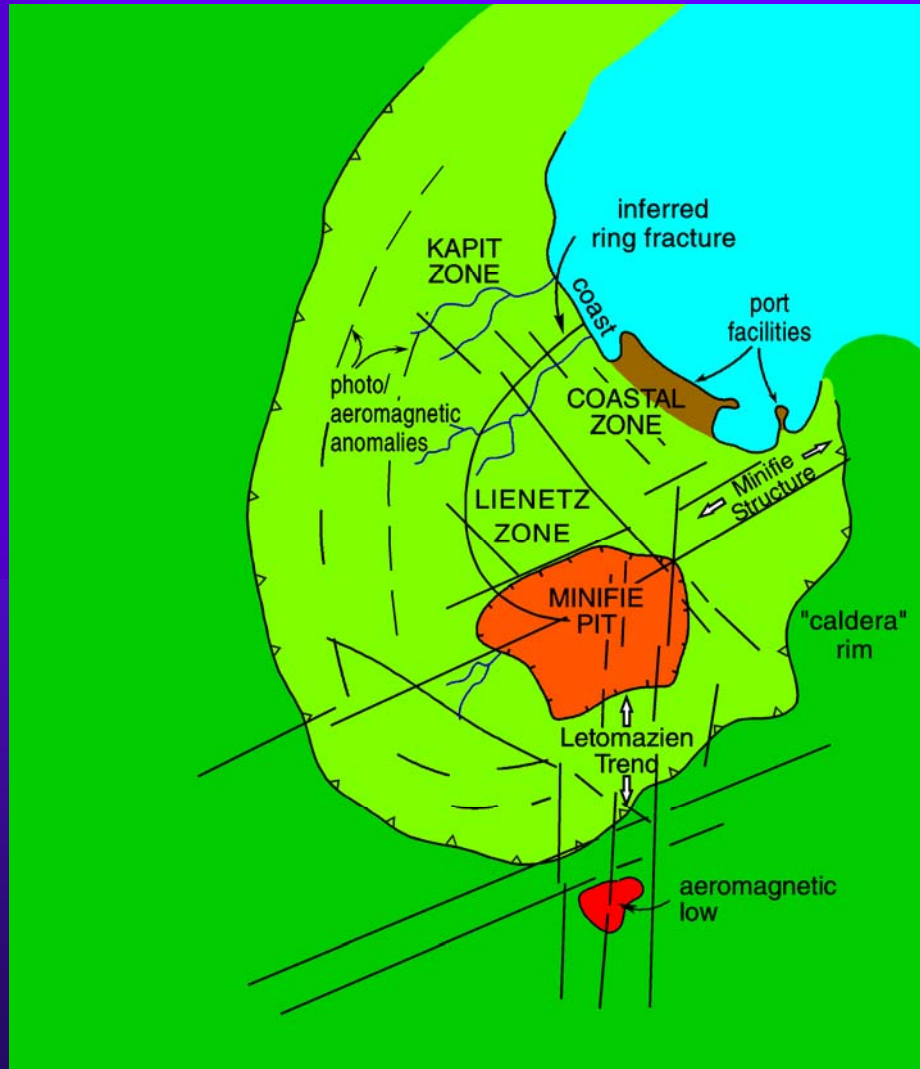 inferred
ring fracture
KAPIT
ZONE
coast
port
facilities
photo/
aeromagnetic
anomalies
COASTAL
ZONE
Minifie
Structure
LIENETZ
ZONE
MINIFIE
PIT
"caldera"
rim
Letomazien
Trend
aeromagnetic
low